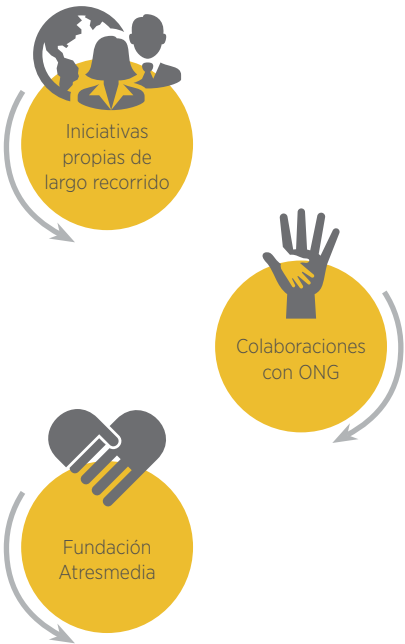 Iniciativas
propias de
largo recorrido
Colaboraciones
con ONG
Fundación
Atresmedia